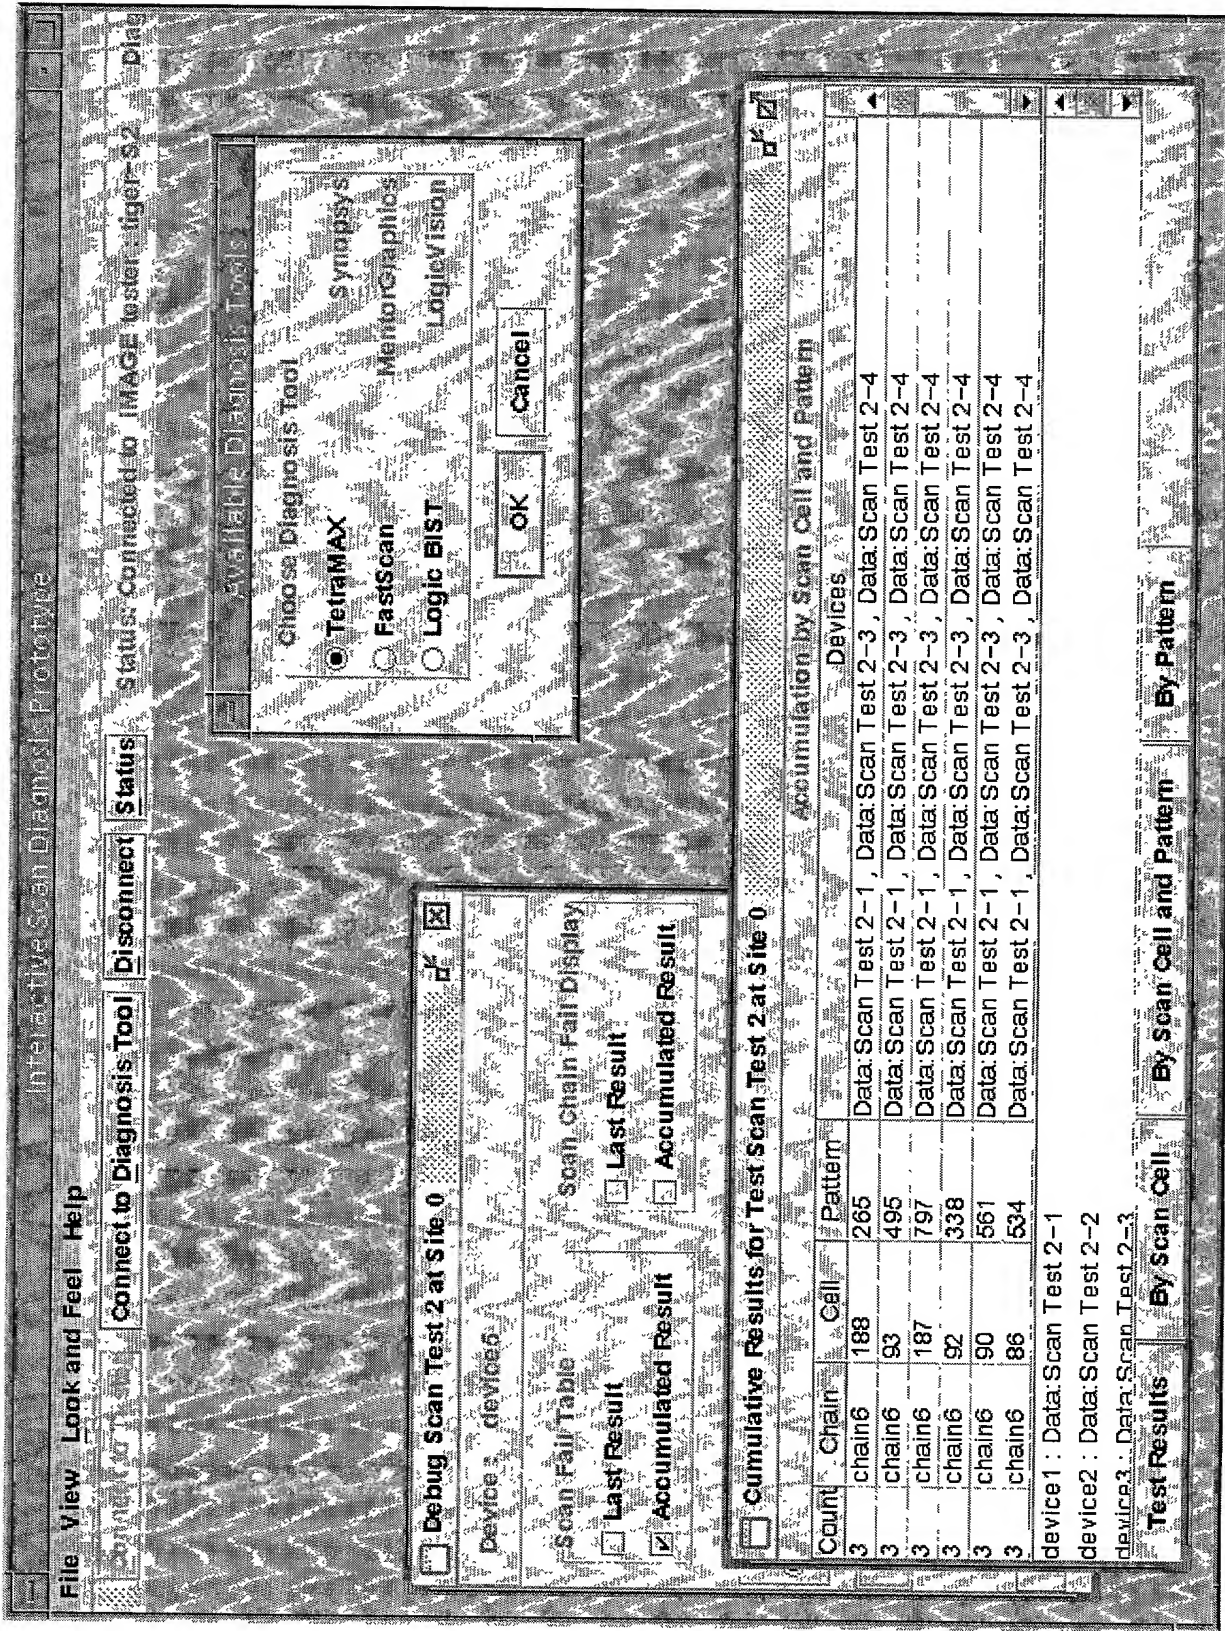 Interactive Scan Diagnosis Prototype
File View Look and Feel Help
Connect to Diagnosis Tool Disconnect Status Status: Connected to IMAGE tester : tiger-S2 Diag
Available Diagnosis Tools
Choose Diagnosis Tool
TetraMAX Synopsys
FastScan MentorGraphics
Logic BIST LogicVision
OK Cancel
Debug Scan Test 2 at Site 0
Device : device5
Scan Fail Table Scan Chain Fail Display
Last Result Last Result
Accumulated Result Accumulated Result
Cumulative Results for Test Scan Test 2 at site 0
Accumulation by Scan Cell and Pattern
Count Chain Cell Pattern Devices
3 chain6 188 2265 Data:Scan Test 2-1, Data:Scan Test 2-3, Data:Scan Test 2-4
3 chain6 93 495 Data:Scan Test 2-1, Data:Scan Test 2-3, Data:Scan Test 2-4
3 chain6 187 797 Data:Scan Test 2-1, Data:Scan Test 2-3, Data:Scan Test 2-4
3 chain6 92 338 Data:Scan Test 2-1, Data:Scan Test 2-3, Data:Scan Test 2-4
3 chain6 90 561 Data:Scan Test 2-1, Data:Scan Test 2-3, Data:Scan Test 2-4
3 chain6 86 534 Data:Scan Test 2-1, Data:Scan Test 2-3, Data:Scan Test 2-4
device1 : Data:Scan Test 2-1
device2 : Data:Scan Test 2-2
device3 : Data:Scan Test 2-3
Test Results By Scan Cell By Scan Cell and Pattern By Pattern